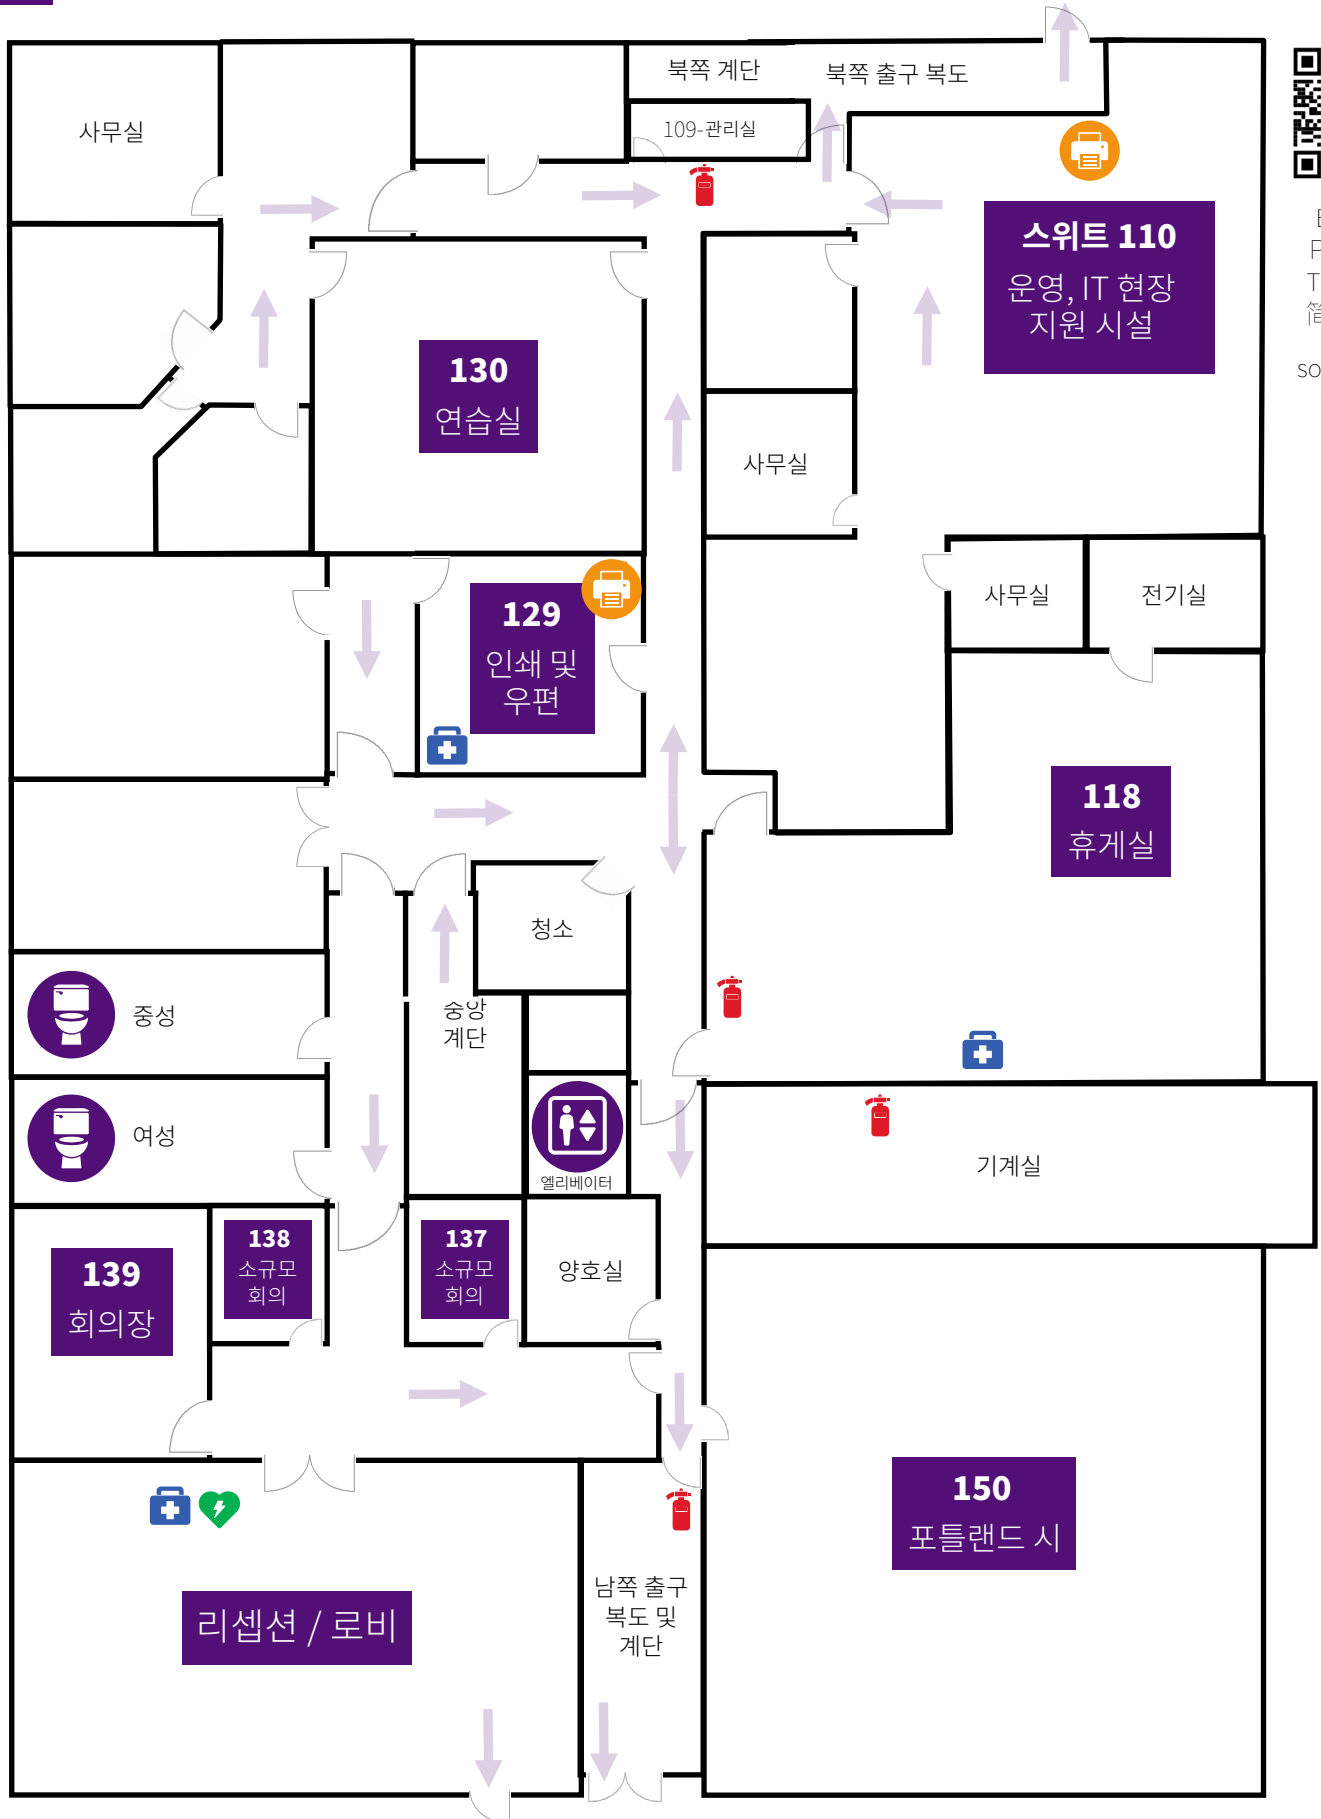 북쪽 계단
북쪽 출구 복도
사무실
109-관리실
스위트 110
운영, IT 현장
지원 시설
130
연습실
사무실
129
인쇄 및
우편
사무실
전기실
118
휴게실
청소
중성
중앙
계단
여성
엘리베이터
기계실
139
회의장
138
소규모
회의
137
소규모
회의
양호실
150
포틀랜드 시
남쪽 출구
복도 및
계단
리셉션 / 로비